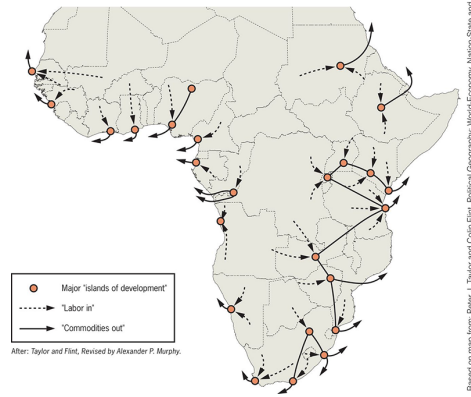 Major "islands of development"
"Labor in"
"Commodities out"
After: Taylor and Flint, Revised by Alexander P. Murphy.
Based on map from: Peter J. Taylor and Colin Flint, Political Geography: World-Economy, Nation-State and